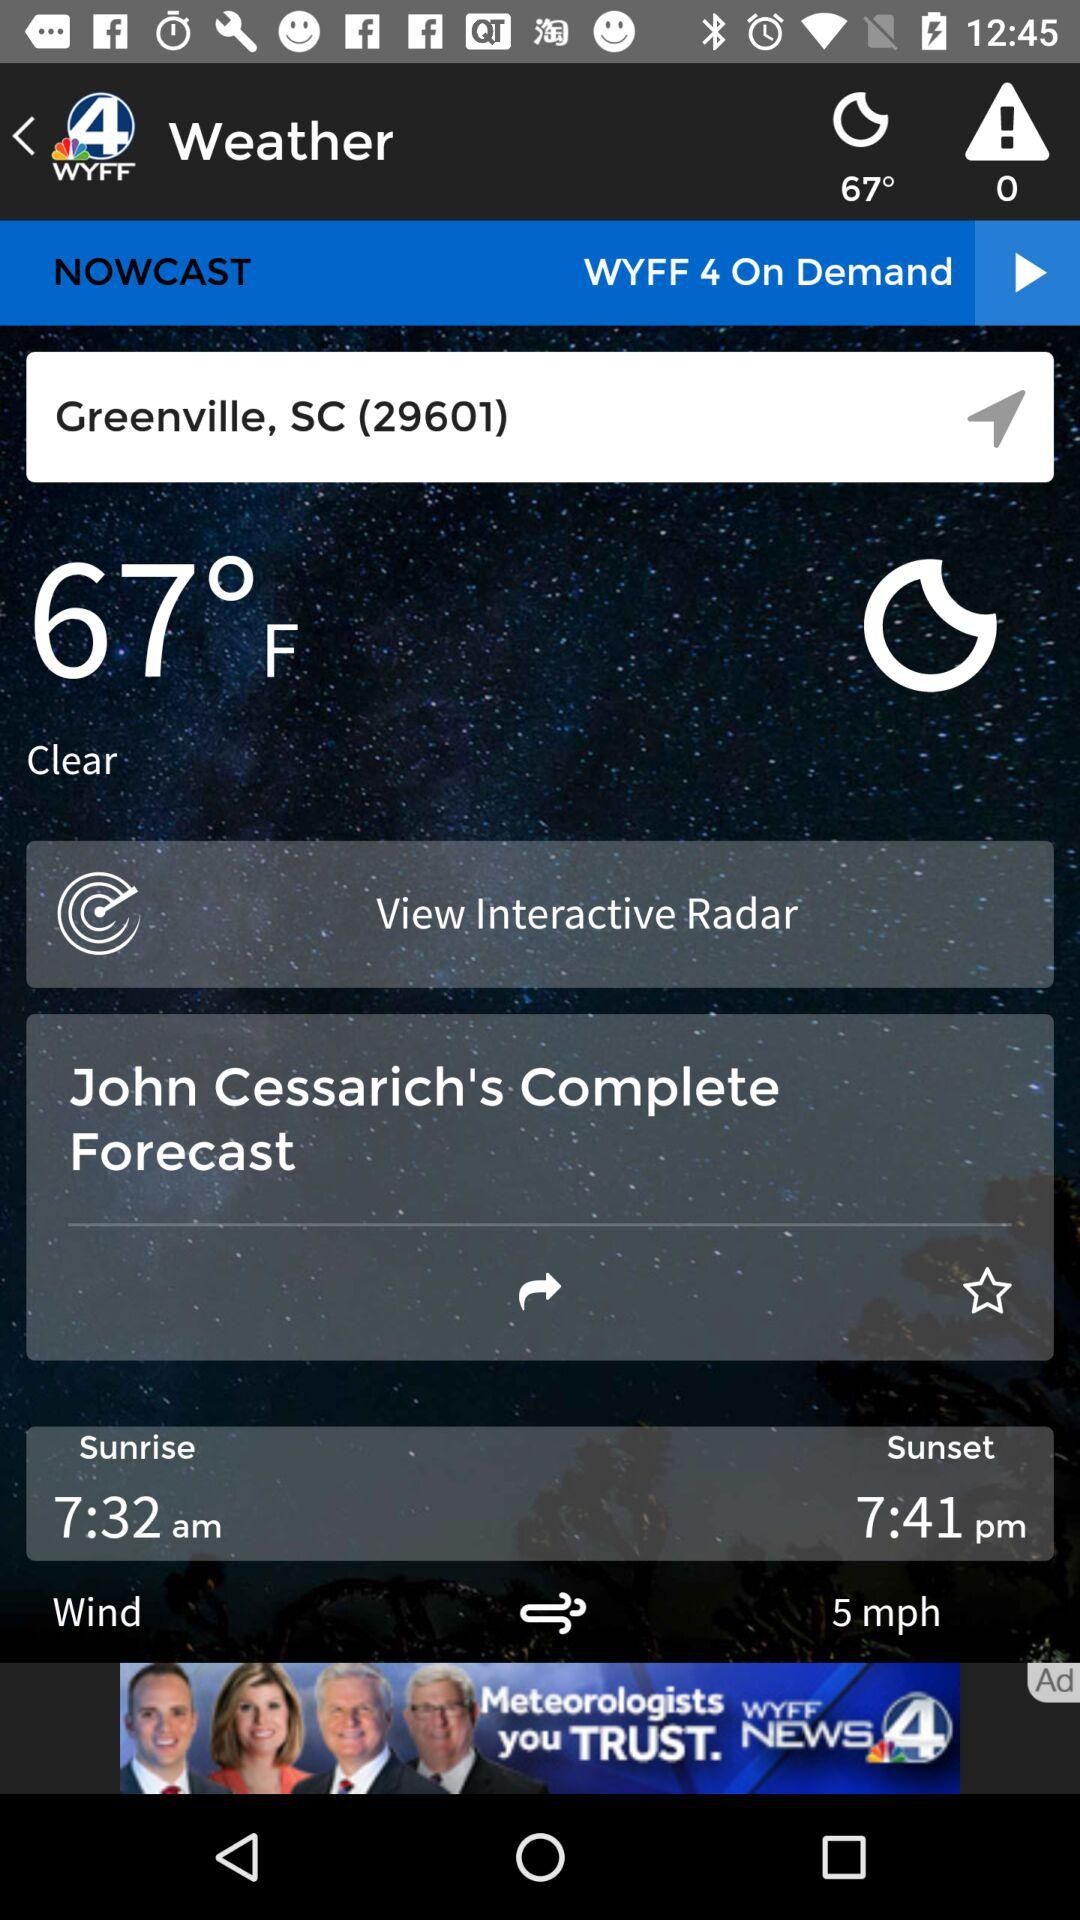 QT 淘 12:45
4
WYFF
Weather
67°
0
NOWCAST
WYFF 4 On Demand
Greenville, SC (29601)
67°F
Clear
View Interactive Radar
John Cessarich's Complete
Forecast
Sunrise
Sunset
7:32 am
7:41 pm
Wind
5 mph
Ad
Meteorologists
you TRUST.
WYFF
NEWS 4